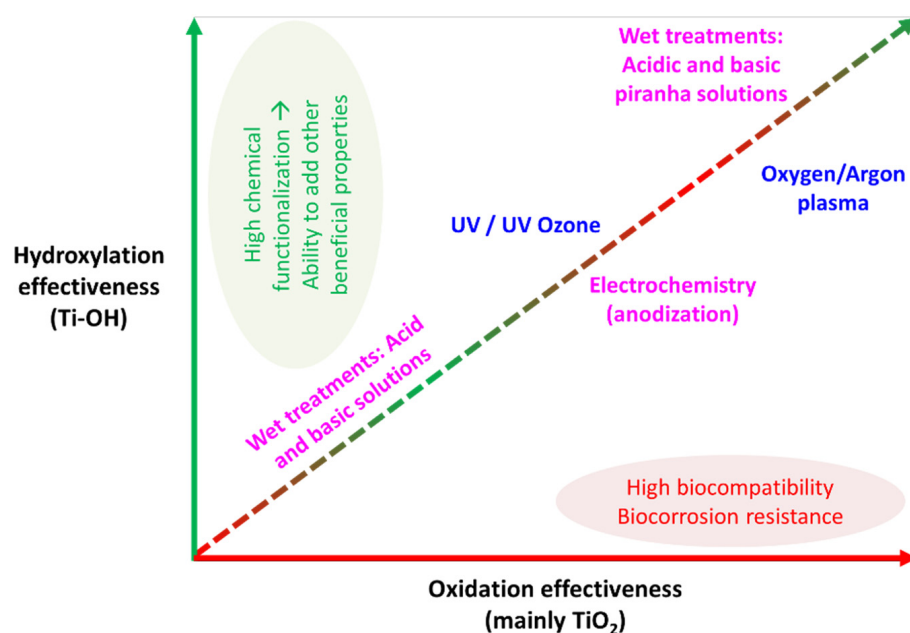 Wet treatments:
Acidic and basic
piranha solutions
High chemical
functionalization →
Ability to add other
beneficial properties
Oxygen/Argon
plasma
UV / UV Ozone
Hydroxylation
effectiveness
(Ti-OH)
Electrochemistry
(anodization)
Wet treatments: Acid
and basic solutions
High biocompatibility
Biocorrosion resistance
Oxidation effectiveness
(mainly TiO₂)